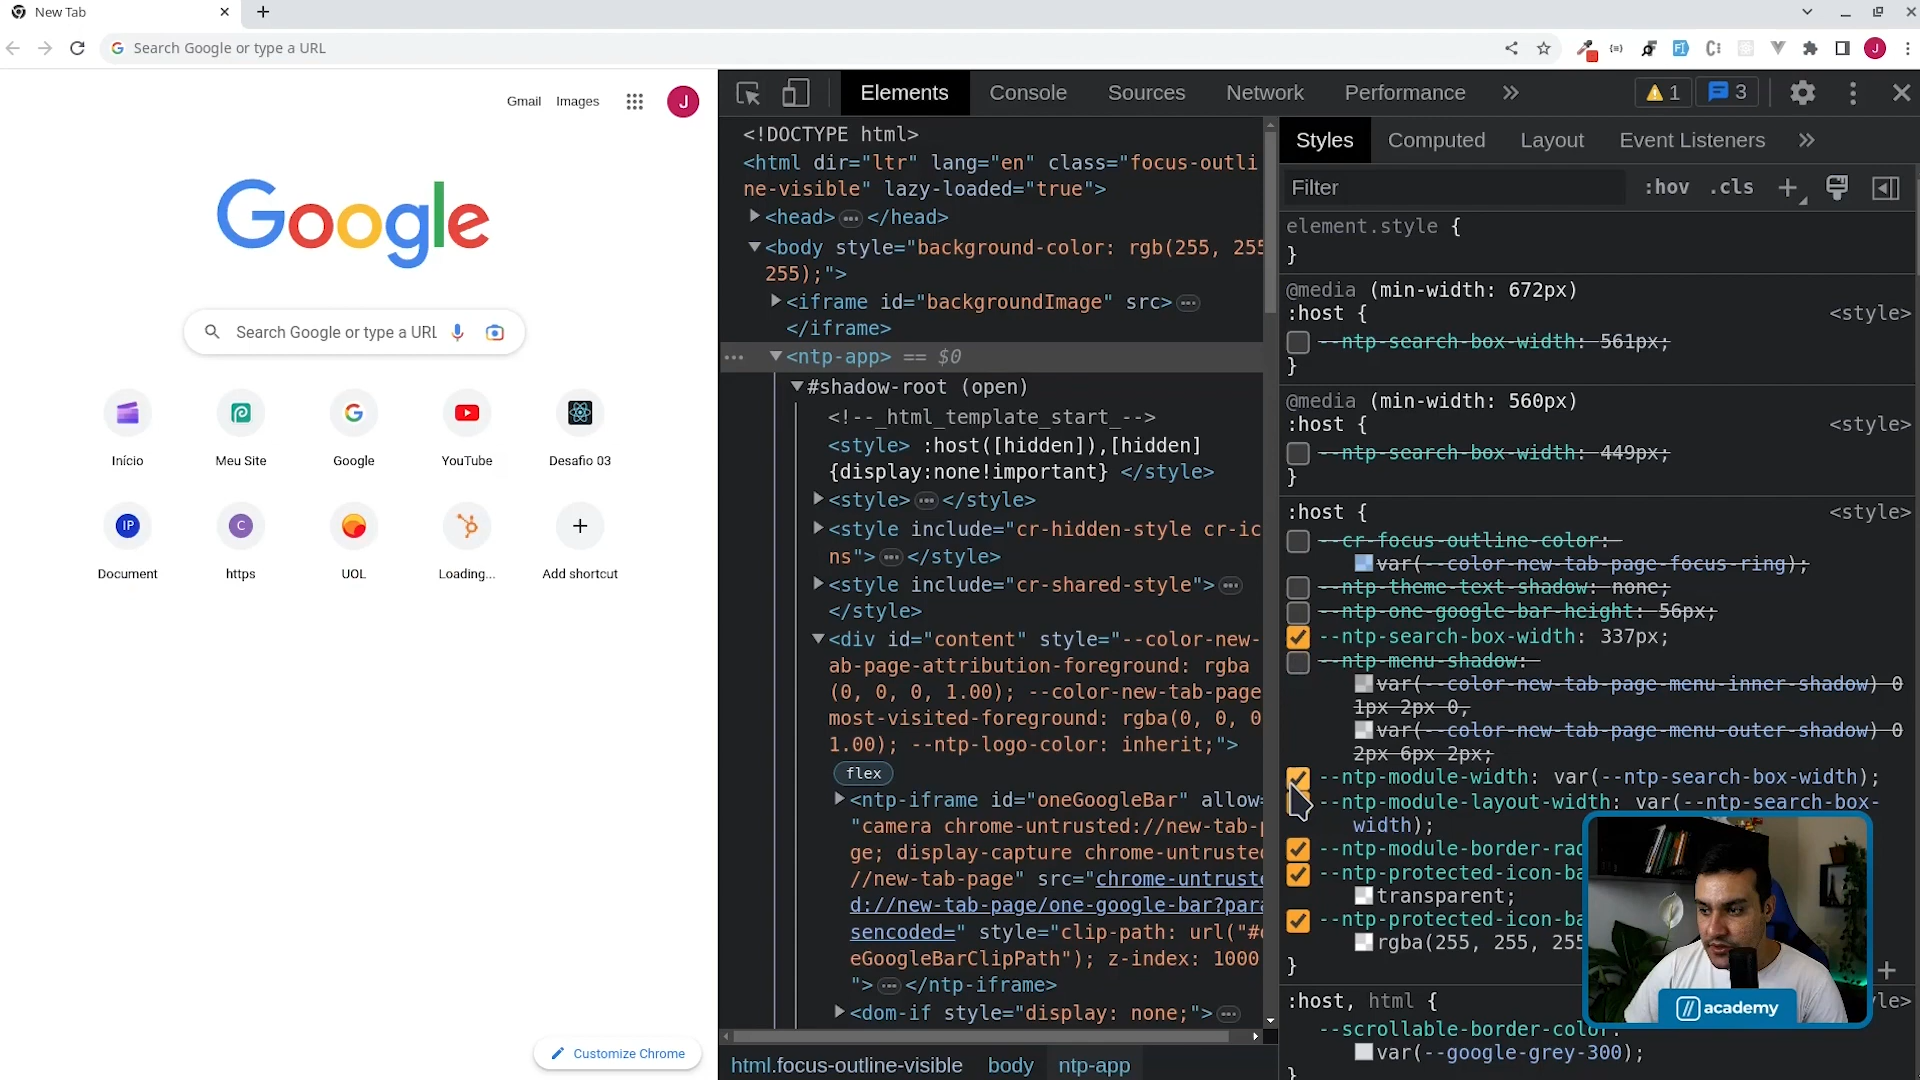 New Tab
Search Google or type a URL
Gmail Images J
Google
Search Google or type a URL
Início Meu Site Google YouTube Desafio 03
IP C
Document https UOL Loading... Add shortcut
Customize Chrome
Elements Console Sources Network Performance 1 3
<!DOCTYPE html>
<html dir="ltr" lang="en" class="focus-outli
ne-visible" lazy-loaded="true">
<head> </head>
<body style="background-color: rgb(255, 255
255);">
<iframe id="backgroundImage" src>
</iframe>
<ntp-app> == $0
#shadow-root (open)
<!--_html_template_start_-->
<style> :host([hidden]),[hidden]
{display:none!important} </style>
<style> </style>
<style include="cr-hidden-style cr-ic
ns"> </style>
<style include="cr-shared-style">
</style>
<div id="content" style="--color-new-
ab-page-attribution-foreground: rgba
(0, 0, 0, 1.00); --color-new-tab-page
most-visited-foreground: rgba(0, 0, 0
1.00); --ntp-logo-color: inherit;">
flex
<ntp-iframe id="oneGoogleBar" allow=
"camera chrome-untrusted://new-tab-p
ge; display-capture chrome-untrusted
//new-tab-page" src="chrome-untruste
d://new-tab-page/one-google-bar?para
sencoded=" style="clip-path: url("#o
eGoogleBarClipPath"); z-index: 1000
"> </ntp-iframe>
<dom-if style="display: none;">
html.focus-outline-visible body ntp-app
Styles Computed Layout Event Listeners
Filter :hov .cls
element.style {
}
@media (min-width: 672px)
:host { <style>
--ntp-search-box-width: 561px;
}
@media (min-width: 560px)
:host { <style>
--ntp-search-box-width: 449px;
}
:host { <style>
--cr-focus-outline-color:
var(--color-new-tab-page-focus-ring);
--ntp-theme-text-shadow: none;
--ntp-one-google-bar-height: 56px;
--ntp-search-box-width: 337px;
--ntp-menu-shadow:
var(--color-new-tab-page-menu-inner-shadow) 0
1px 2px 0,
var(--color-new-tab-page-menu-outer-shadow) 0
2px 6px 2px;
--ntp-module-width: var(--ntp-search-box-width);
--ntp-module-layout-width: var(--ntp-search-box-
width);
--ntp-module-border-rad
--ntp-protected-icon-ba
transparent;
--ntp-protected-icon-ba
rgba(255, 255, 255
}
:host, html { yle>
--scrollable-border-color:
var(--google-grey-300);
}
// academy